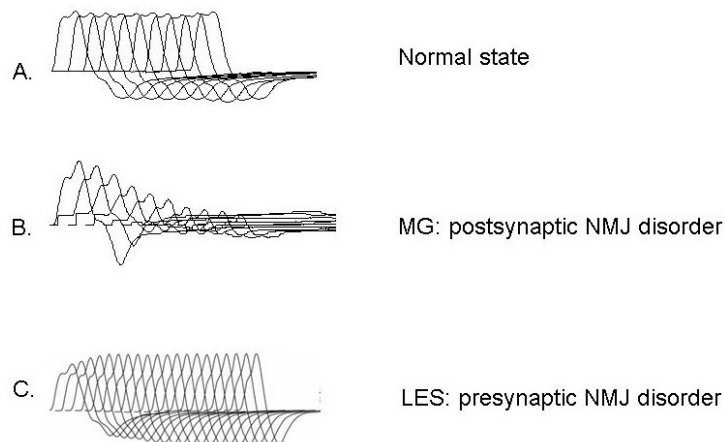 A. Normal state
B. MG: postsynaptic NMJ disorder
C. LES: presynaptic NMJ disorder